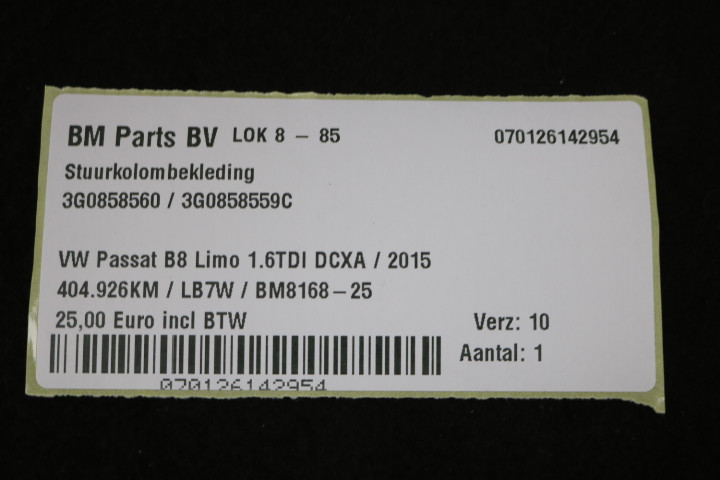 BM Parts BV LOK 8 - 85 070126142954
Stuurkolombekleding
3G0858560 / 3G0858559C
VW Passat B8 Limo 1.6TDI DCXA / 2015
404.926KM / LB7W / BM8168-25
25,00 Euro incl BTW Verz: 10
Aantal: 1
070126142954